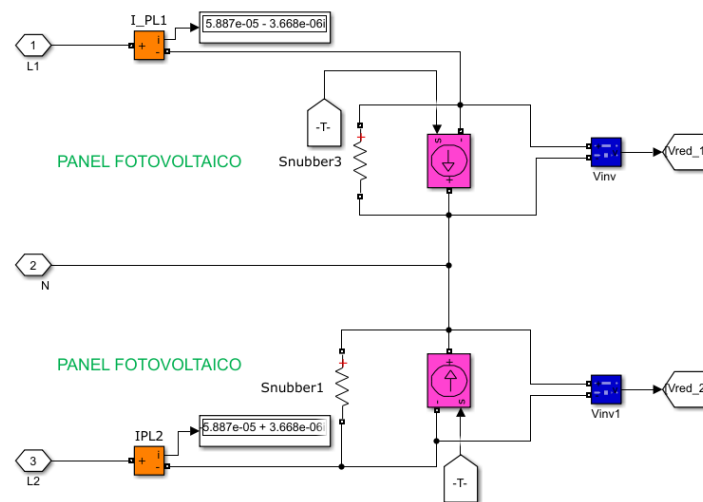 I_PL1
5.887e-05 - 3.668e-06i
1
+
i
-
L1
-T-
s
-
PANEL FOTOVOLTAICO
Snubber3
+
+
Vinv
Vred_1
2
N
PANEL FOTOVOLTAICO
Snubber1
+
+
-
s
Vinv1
Vred_2
IPL2
-5.887e-05 + 3.668e-06i
3
+
i
-
L2
-T-